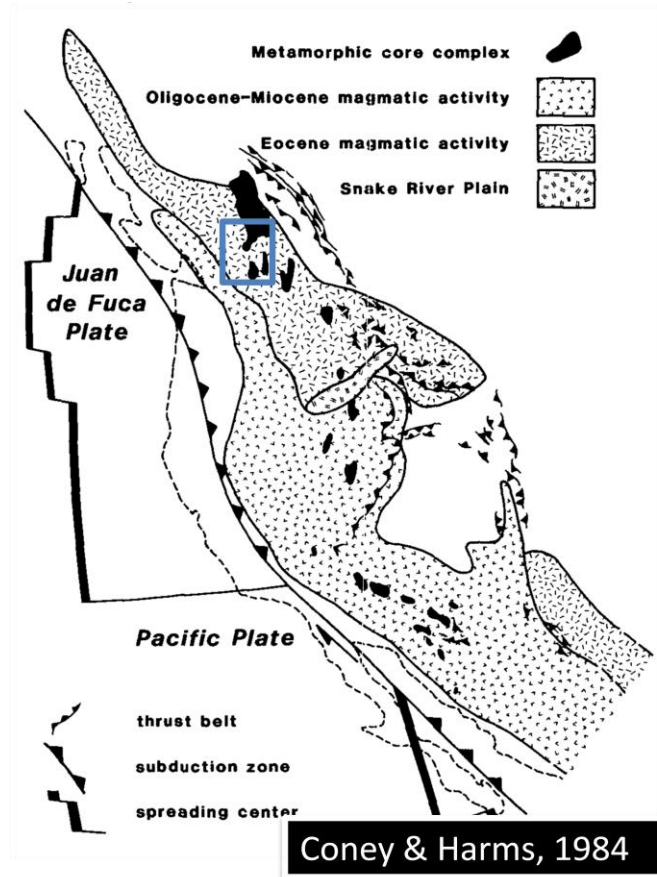 Metamorphic core complex
Oligocene-Miocene magmatic activity
Eocene magmatic activity
Snake River Plain
Juan
de Fuca
Plate
Pacific Plate
thrust belt
subduction zone
spreading center
Coney & Harms, 1984